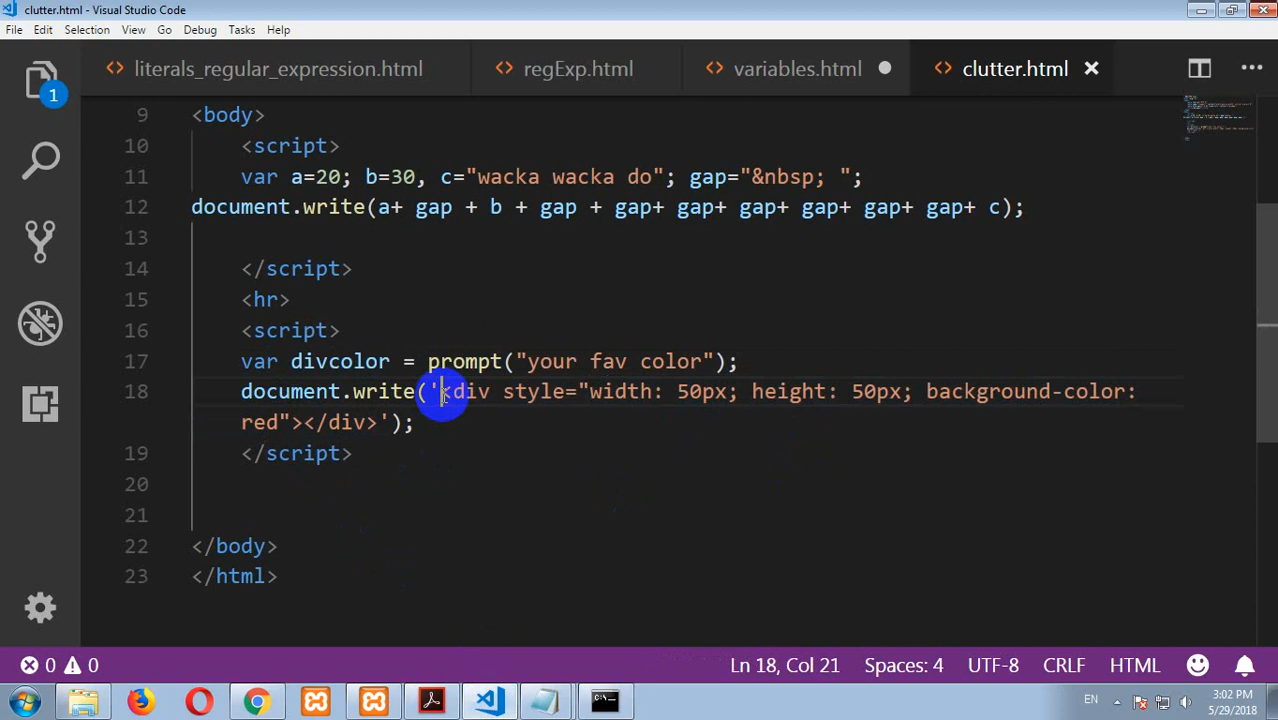 clutter.html - Visual Studio Code
File Edit Selection View Go Debug Tasks Help
literals_regular_expression.html regExp.html variables.html clutter.html
1
9 <body>
10 <script>
11 var a=20; b=30, c="wacka wacka do"; gap="&nbsp; ";
12 document.write(a+ gap + b + gap + gap+ gap+ gap+ gap+ gap+ gap+ c);
13
14 </script>
15 <hr>
16 <script>
17 var divcolor = prompt("your fav color");
18 document.write('<div style="width: 50px; height: 50px; background-color:
red"></div>');
19 </script>
20
21
22 </body>
23 </html>
0 0 Ln 18, Col 21 Spaces: 4 UTF-8 CRLF HTML
EN 3:02 PM
5/29/2018